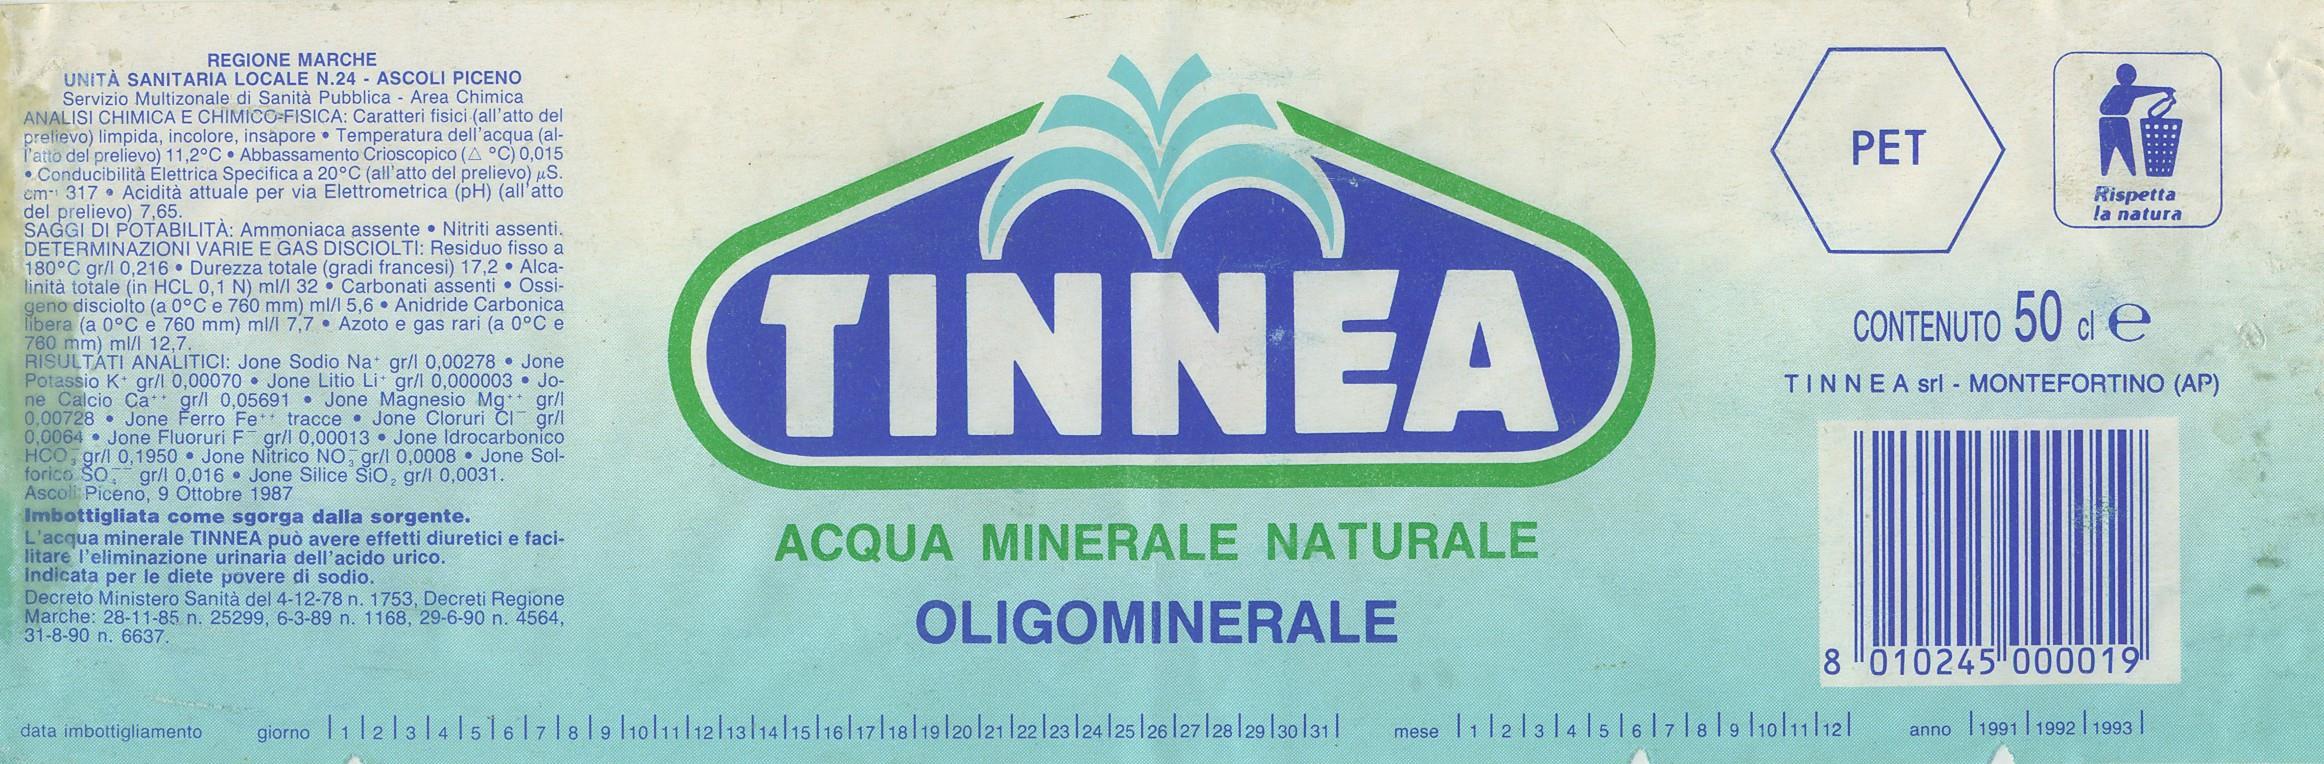 REGIONE MARCHE
UNITÀ SANITARIA LOCALE N.24 - ASCOLI PICENO
Servizio Multizonale di Sanità Pubblica - Area Chimica
ANALISI CHIMICA E CHIMICO-FISICA: Caratteri fisici (all'atto del
prelievo) limpida, incolore, insapore • Temperatura dell'acqua (al-
l'atto del prelievo) 11,2°C • Abbassamento Crioscopico (△ °C) 0,015
• Conducibilità Elettrica Specifica a 20°C (all'atto del prelievo) μS.
cm⁻¹ 317 • Acidità attuale per via Elettrometrica (pH) (all'atto
del prelievo) 7,65.
SAGGI DI POTABILITÀ: Ammoniaca assente • Nitriti assenti.
DETERMINAZIONI VARIE E GAS DISCIOLTI: Residuo fisso a
180°C gr/l 0,216 • Durezza totale (gradi francesi) 17,2 • Alca-
linità totale (in HCL 0,1 N) ml/l 32 • Carbonati assenti • Ossi-
geno disciolto (a 0°C e 760 mm) ml/l 5,6 • Anidride Carbonica
libera (a 0°C e 760 mm) ml/l 7,7 • Azoto e gas rari (a 0°C e
760 mm) ml/l 12,7.
RISULTATI ANALITICI: Jone Sodio Na⁺ gr/l 0,00278 • Jone
Potassio K⁺ gr/l 0,00070 • Jone Litio Li⁺ gr/l 0,000003 • Jo-
ne Calcio Ca⁺⁺ gr/l 0,05691 • Jone Magnesio Mg⁺⁺ gr/l
0,00728 • Jone Ferro Fe⁺⁺ tracce • Jone Cloruri Cl⁻ gr/l
0,0064 • Jone Fluoruri F⁻ gr/l 0,00013 • Jone Idrocarbonico
HCO₃⁻ gr/l 0,1950 • Jone Nitrico NO₃⁻ gr/l 0,0008 • Jone Sol-
forico SO₄⁻⁻ gr/l 0,016 • Jone Silice SiO₂ gr/l 0,0031.
Ascoli Piceno, 9 Ottobre 1987
Imbottigliata come sgorga dalla sorgente.
L'acqua minerale TINNEA può avere effetti diuretici e faci-
litare l'eliminazione urinaria dell'acido urico.
Indicata per le diete povere di sodio.
Decreto Ministero Sanità del 4-12-78 n. 1753, Decreti Regione
Marche: 28-11-85 n. 25299, 6-3-89 n. 1168, 29-6-90 n. 4564,
31-8-90 n. 6637.
TINNEA
ACQUA MINERALE NATURALE
OLIGOMINERALE
PET
Rispetta
la natura
CONTENUTO 50 cl ℮
TINNEA srl - MONTEFORTINO (AP)
8 010245 000019
data imbottigliamento giorno | 1 | 2 | 3 | 4 | 5 | 6 | 7 | 8 | 9 | 10 | 11 | 12 | 13 | 14 | 15 | 16 | 17 | 18 | 19 | 20 | 21 | 22 | 23 | 24 | 25 | 26 | 27 | 28 | 29 | 30 | 31 | mese | 1 | 2 | 3 | 4 | 5 | 6 | 7 | 8 | 9 | 10 | 11 | 12 | anno | 1991 | 1992 | 1993 |